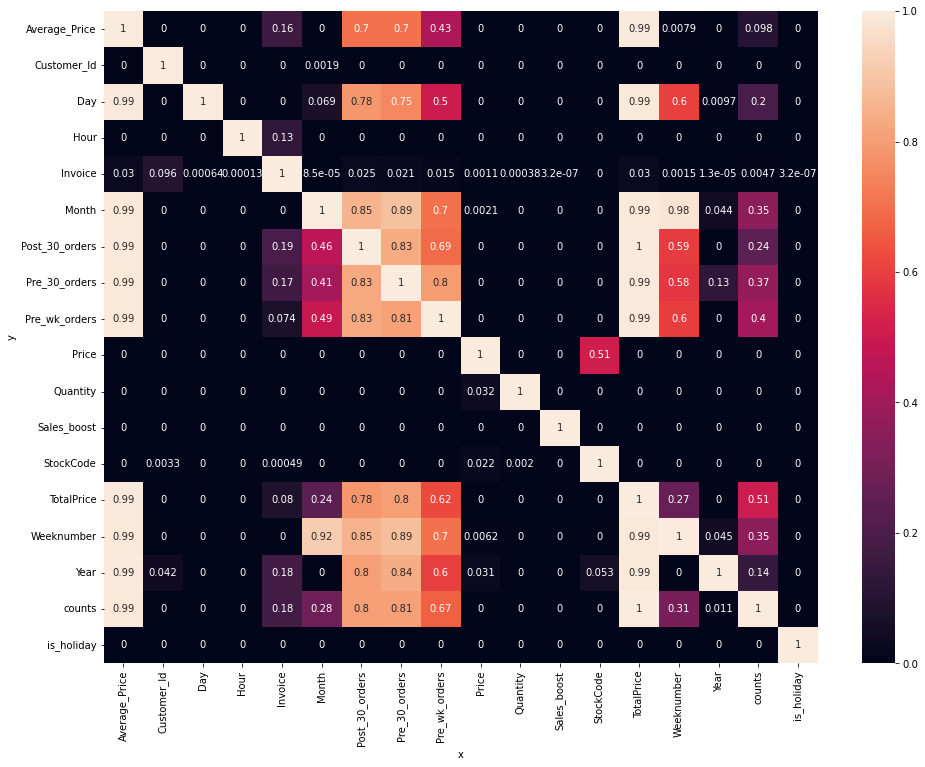 Average_Price 1 0 0 0 0.16 0 0.7 0.7 0.43 0 0 0 0 0.99 0.0079 0 0.098 0
Customer_Id 0 1 0 0 0 0.0019 0 0 0 0 0 0 0 0 0 0 0 0
Day 0.99 0 1 0 0 0.069 0.78 0.75 0.5 0 0 0 0 0.99 0.6 0.0097 0.2 0
Hour 0 0 0 1 0.13 0 0 0 0 0 0 0 0 0 0 0 0 0
Invoice 0.03 0.096 0.00064 0.00013 1 8.5e-05 0.025 0.021 0.015 0.0011 0.00038 3.2e-07 0 0.03 0.0015 1.3e-05 0.0047 3.2e-07
Month 0.99 0 0 0 0 1 0.85 0.89 0.7 0.0021 0 0 0 0.99 0.98 0.044 0.35 0
Post_30_orders 0.99 0 0 0 0.19 0.46 1 0.83 0.69 0 0 0 0 1 0.59 0 0.24 0
Pre_30_orders 0.99 0 0 0 0.17 0.41 0.83 1 0.8 0 0 0 0 0.99 0.58 0.13 0.37 0
Pre_wk_orders 0.99 0 0 0 0.074 0.49 0.83 0.81 1 0 0 0 0 0.99 0.6 0 0.4 0
Price 0 0 0 0 0 0 0 0 0 1 0 0 0.51 0 0 0 0 0
Quantity 0 0 0 0 0 0 0 0 0 0.032 1 0 0 0 0 0 0 0
Sales_boost 0 0 0 0 0 0 0 0 0 0 0 1 0 0 0 0 0 0
StockCode 0 0.0033 0 0 0.00049 0 0 0 0 0.022 0.002 0 1 0 0 0 0 0
TotalPrice 0.99 0 0 0 0.08 0.24 0.78 0.8 0.62 0 0 0 0 1 0.27 0 0.51 0
Weeknumber 0.99 0 0 0 0 0.92 0.85 0.89 0.7 0.0062 0 0 0 0.99 1 0.045 0.35 0
Year 0.99 0.042 0 0 0.18 0 0.8 0.84 0.6 0.031 0 0 0.053 0.99 0 1 0.14 0
counts 0.99 0 0 0 0.18 0.28 0.8 0.81 0.67 0 0 0 0 1 0.31 0.011 1 0
is_holiday 0 0 0 0 0 0 0 0 0 0 0 0 0 0 0 0 0 1
y
Average_Price Customer_Id Day Hour Invoice Month Post_30_orders Pre_30_orders Pre_wk_orders Price Quantity Sales_boost StockCode TotalPrice Weeknumber Year counts is_holiday
x
1.0
0.8
0.6
0.4
0.2
0.0